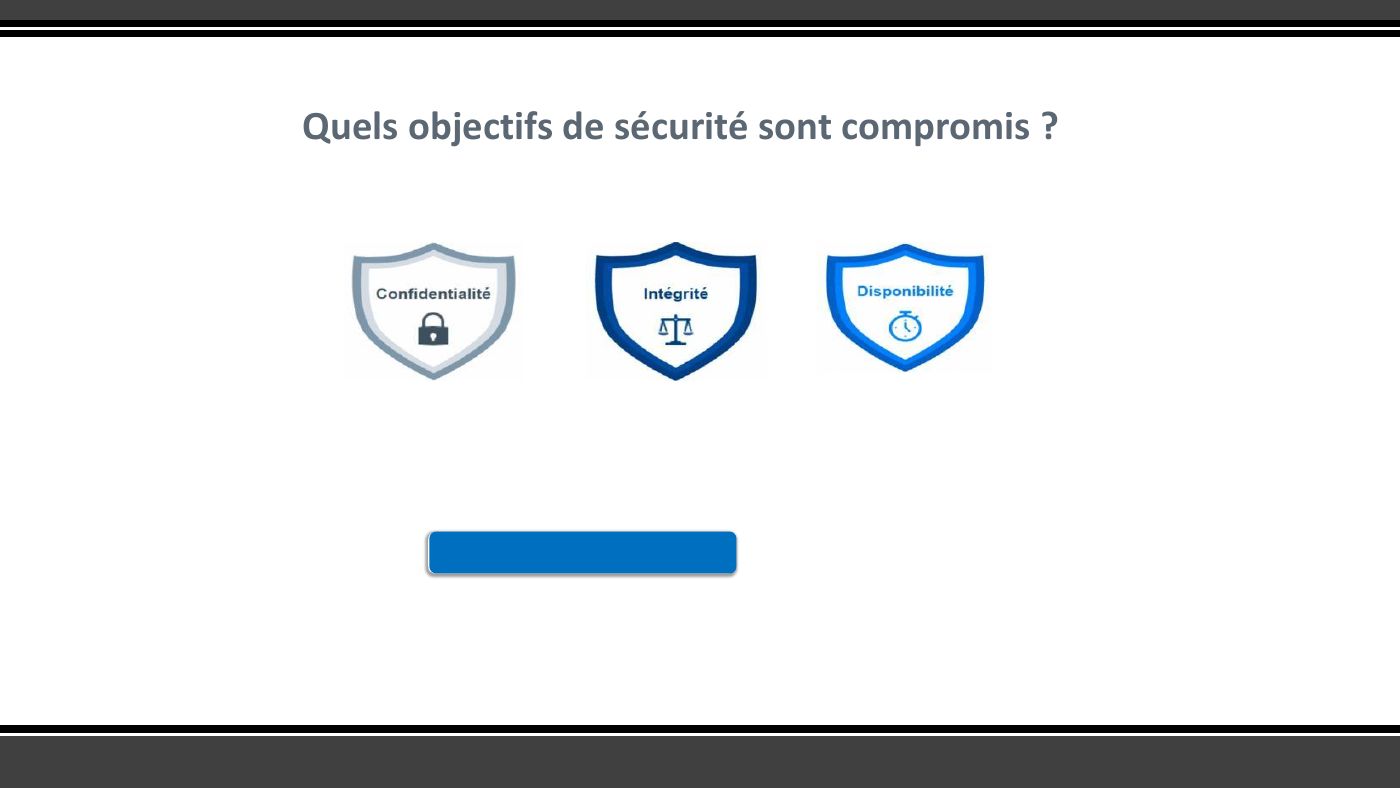 Quels objectifs de sécurité sont compromis ?
Confidentialité
Intégrité
Disponibilité